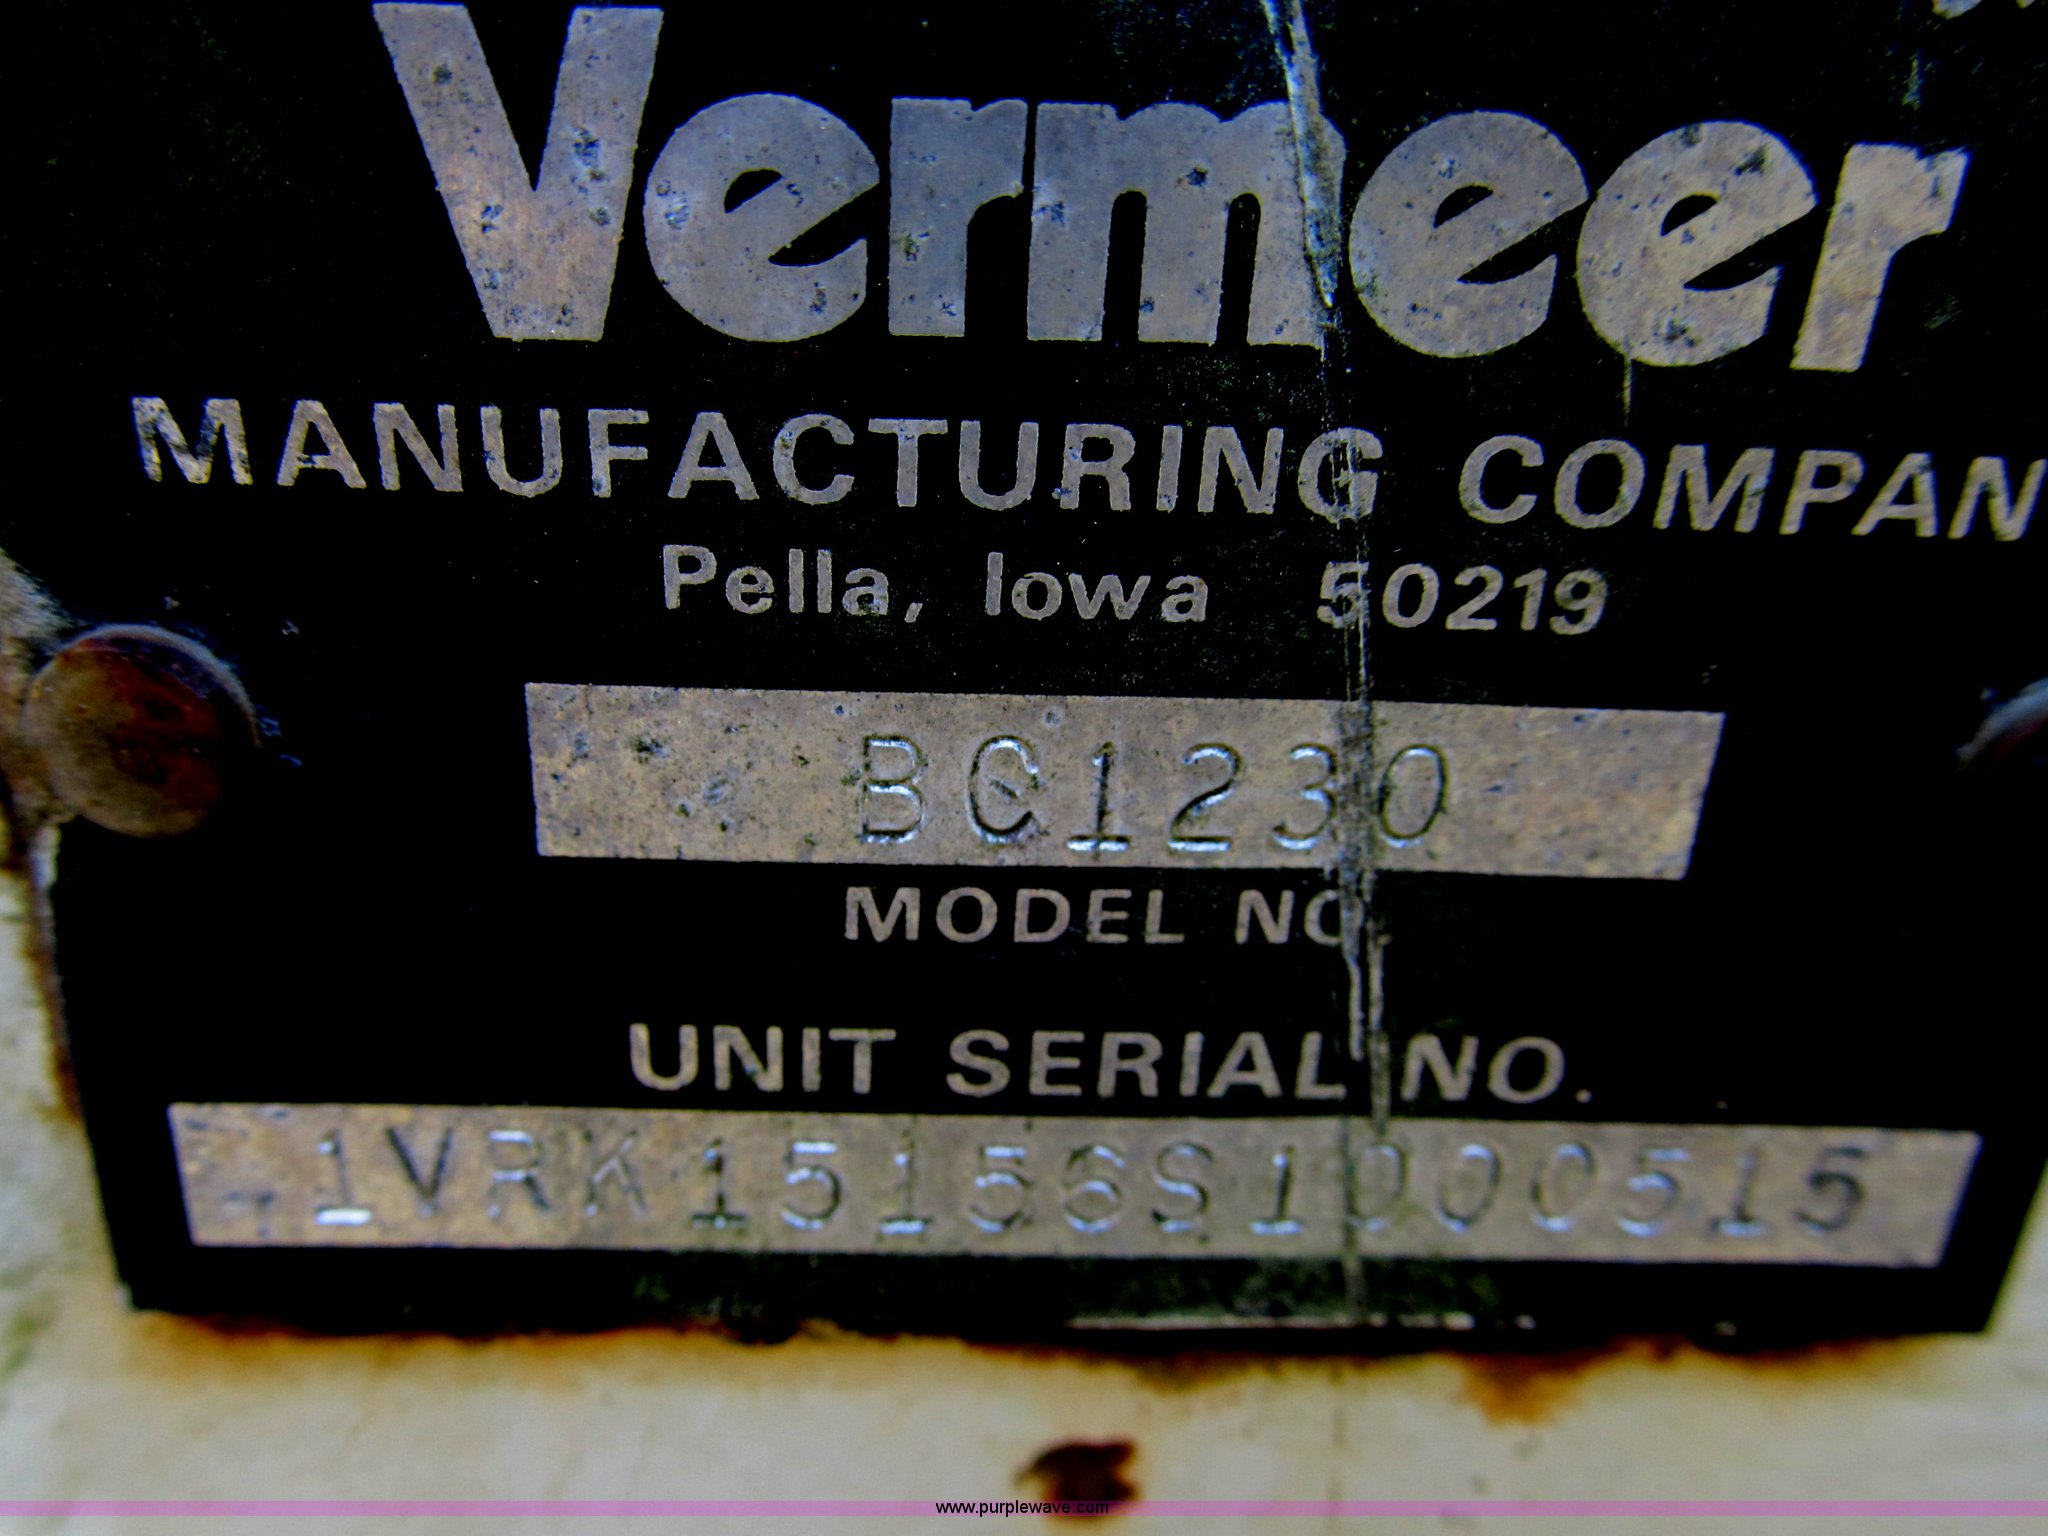 Vermeer
MANUFACTURING COMPAN
Pella, Iowa 50219
BC1230
MODEL NO.
UNIT SERIAL NO.
1VRK15156S1000515
www.purplewave.com